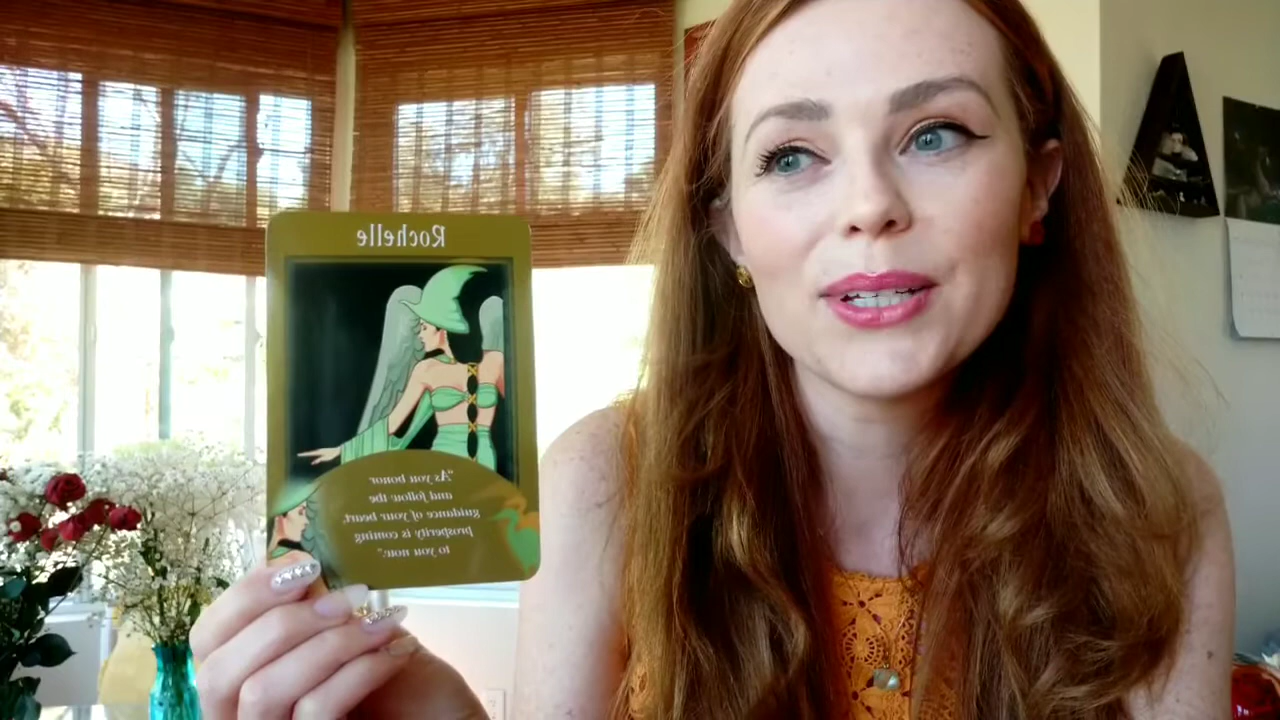 Rochelle
"As you honor
and follow the
guidance of your heart,
prosperity is coming
to you now."